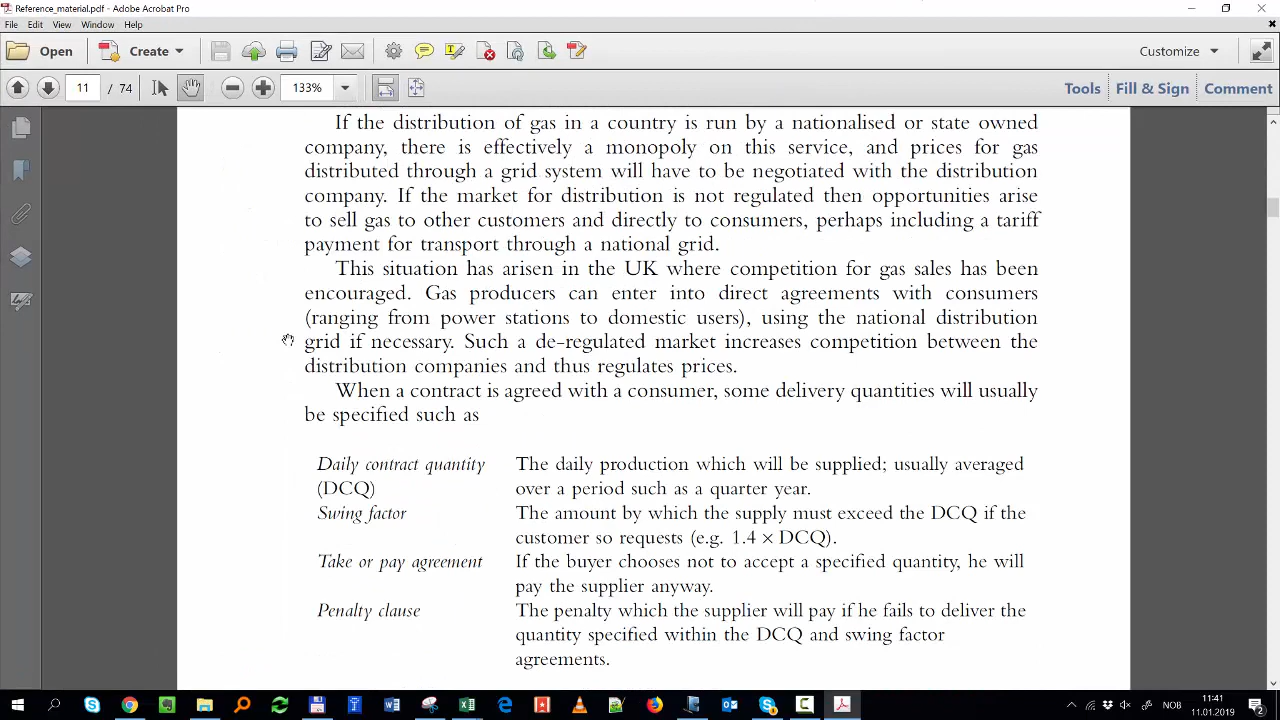 Reference_material.pdf - Adobe Acrobat Pro
File Edit View Window Help
Open Create Customize
11 / 74 133% Tools Fill & Sign Comment
If the distribution of gas in a country is run by a nationalised or state owned
company, there is effectively a monopoly on this service, and prices for gas
distributed through a grid system will have to be negotiated with the distribution
company. If the market for distribution is not regulated then opportunities arise
to sell gas to other customers and directly to consumers, perhaps including a tariff
payment for transport through a national grid.
This situation has arisen in the UK where competition for gas sales has been
encouraged. Gas producers can enter into direct agreements with consumers
(ranging from power stations to domestic users), using the national distribution
grid if necessary. Such a de-regulated market increases competition between the
distribution companies and thus regulates prices.
When a contract is agreed with a consumer, some delivery quantities will usually
be specified such as
Daily contract quantity The daily production which will be supplied; usually averaged
(DCQ) over a period such as a quarter year.
Swing factor The amount by which the supply must exceed the DCQ if the
customer so requests (e.g. 1.4 × DCQ).
Take or pay agreement If the buyer chooses not to accept a specified quantity, he will
pay the supplier anyway.
Penalty clause The penalty which the supplier will pay if he fails to deliver the
quantity specified within the DCQ and swing factor
agreements.
NOB 11:41
11.01.2019